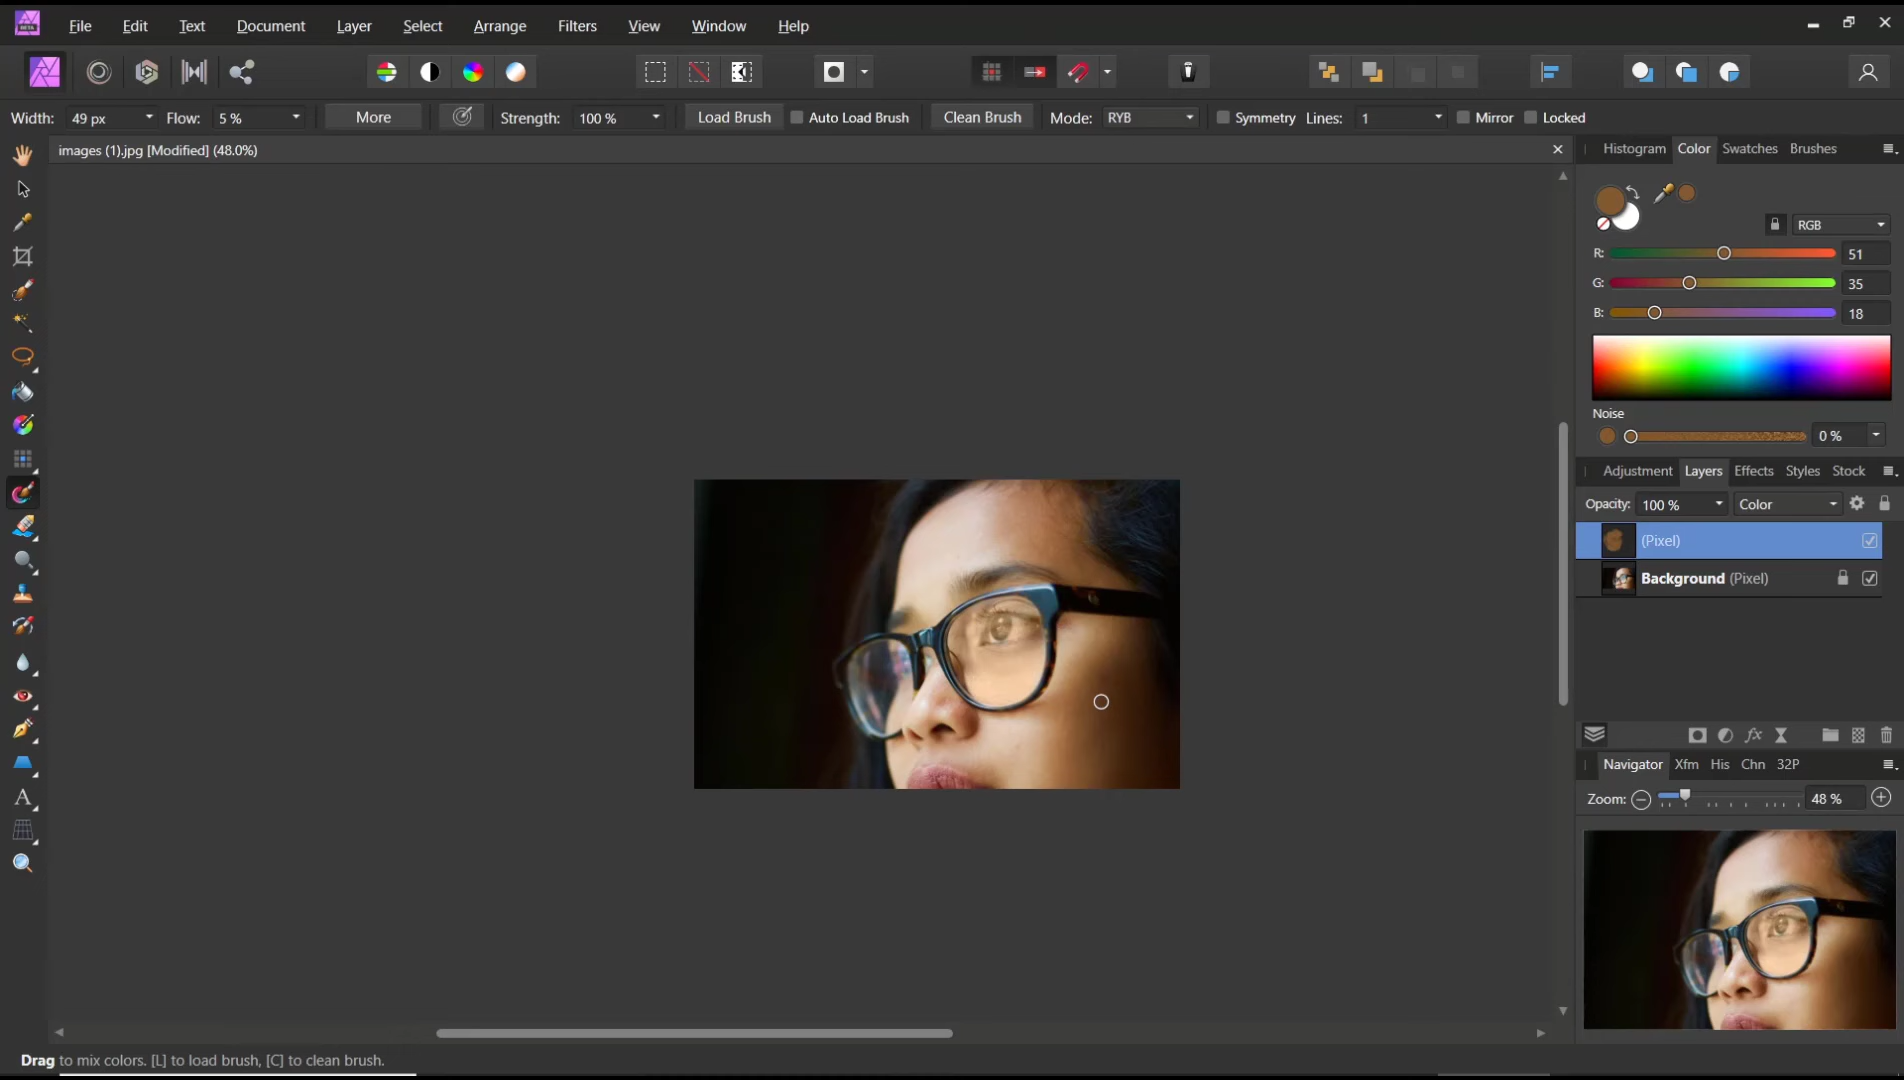 File Edit Text Document Layer Select Arrange Filters View Window Help
Width: 49 px Flow: 5 % More Strength: 100 % Load Brush Auto Load Brush Clean Brush Mode: RYB Symmetry Lines: 1 Mirror Locked
images (1).jpg [Modified] (48.0%)
Histogram Color Swatches Brushes
RGB
R: 51
G: 35
B: 18
Noise
0 %
Adjustment Layers Effects Styles Stock
Opacity: 100 % Color
(Pixel)
Background (Pixel)
fx
Navigator Xfm His Chn 32P
Zoom: 48 %
Drag to mix colors. [L] to load brush, [C] to clean brush.